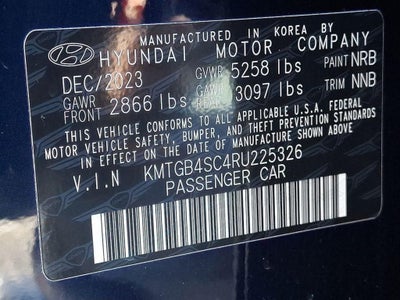 MANUFACTURED IN KOREA BY
HYUNDAI MOTOR COMPANY
DEC/2023 GVWR 5258 lbs PAINT NRB
GAWR FRONT 2866 lbs GAWR REAR 3097 lbs TRIM NNB
THIS VEHICLE CONFORMS TO ALL APPLICABLE U.S.A. FEDERAL
MOTOR VEHICLE SAFETY, BUMPER, AND THEFT PREVENTION STANDARDS
IN EFFECT ON THE DATE OF MANUFACTURE SHOWN ABOVE.
V.I.N KMTGB4SC4RU225326
PASSENGER CAR